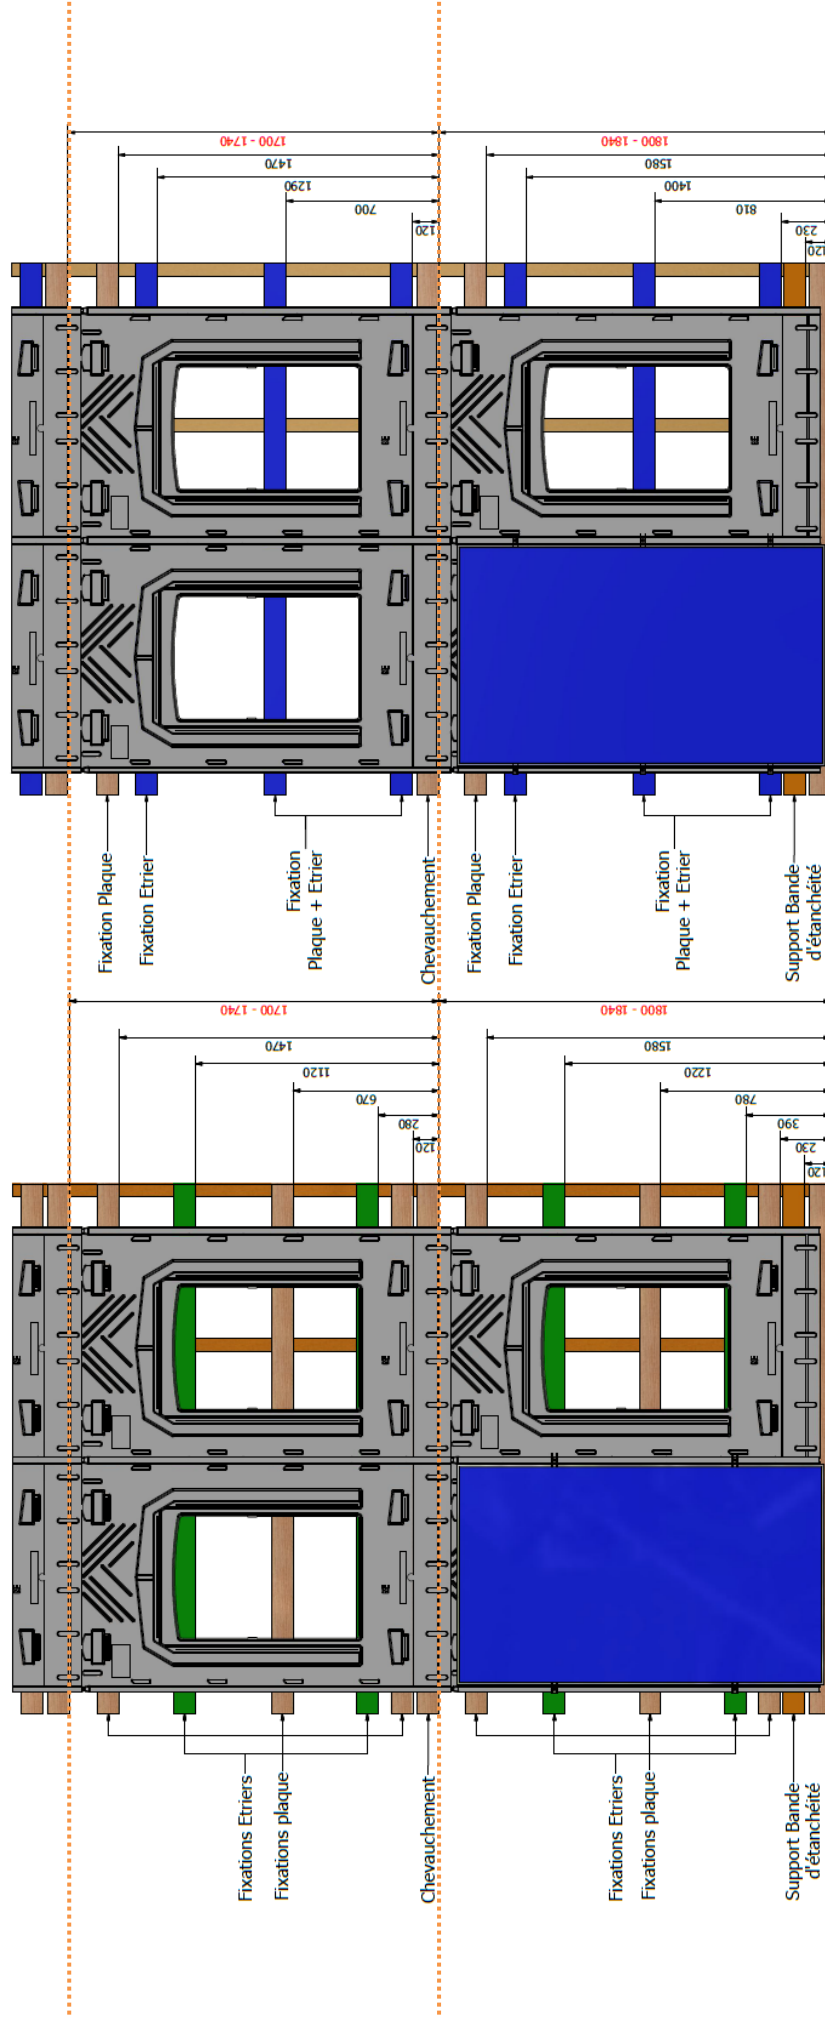 1700 - 1740
1470
1290
700
120
1800 - 1840
1580
1400
810
230
120
Fixation Plaque
Fixation Etrier
Fixation
Plaque + Etrier
Chevauchement
Fixation Plaque
Fixation Etrier
Fixation
Plaque + Etrier
Support Bande
d'étanchéité
1700 - 1740
1470
1120
670
280
120
1800 - 1840
1580
1220
780
390
230
120
Fixations Etriers
Fixations plaque
Chevauchement
Fixations Etriers
Fixations plaque
Support Bande
d'étanchéité